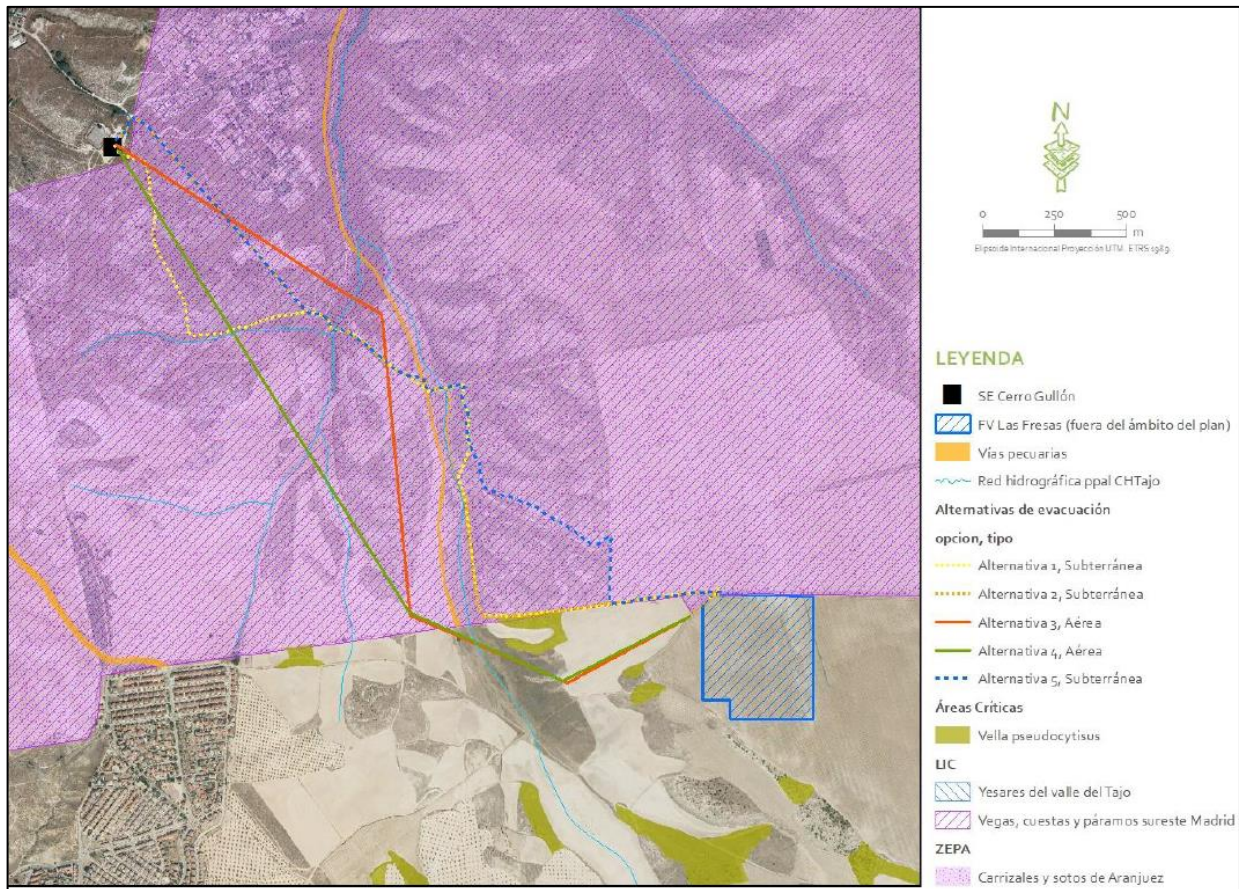 N
0 250 500
m
Elipsoide Internacional Proyección UTM ETRS 1989.
LEYENDA
SE Cerro Gullón
FV Las Fresas (fuera del ámbito del plan)
Vías pecuarias
Red hidrográfica ppal CHTajo
Alternativas de evacuación
opcion, tipo
Alternativa 1, Subterránea
Alternativa 2, Subterránea
Alternativa 3, Aérea
Alternativa 4, Aérea
Alternativa 5, Subterránea
Áreas Críticas
Vella pseudocytisus
LIC
Yesares del valle del Tajo
Vegas, cuestas y páramos sureste Madrid
ZEPA
Carrizales y sotos de Aranjuez